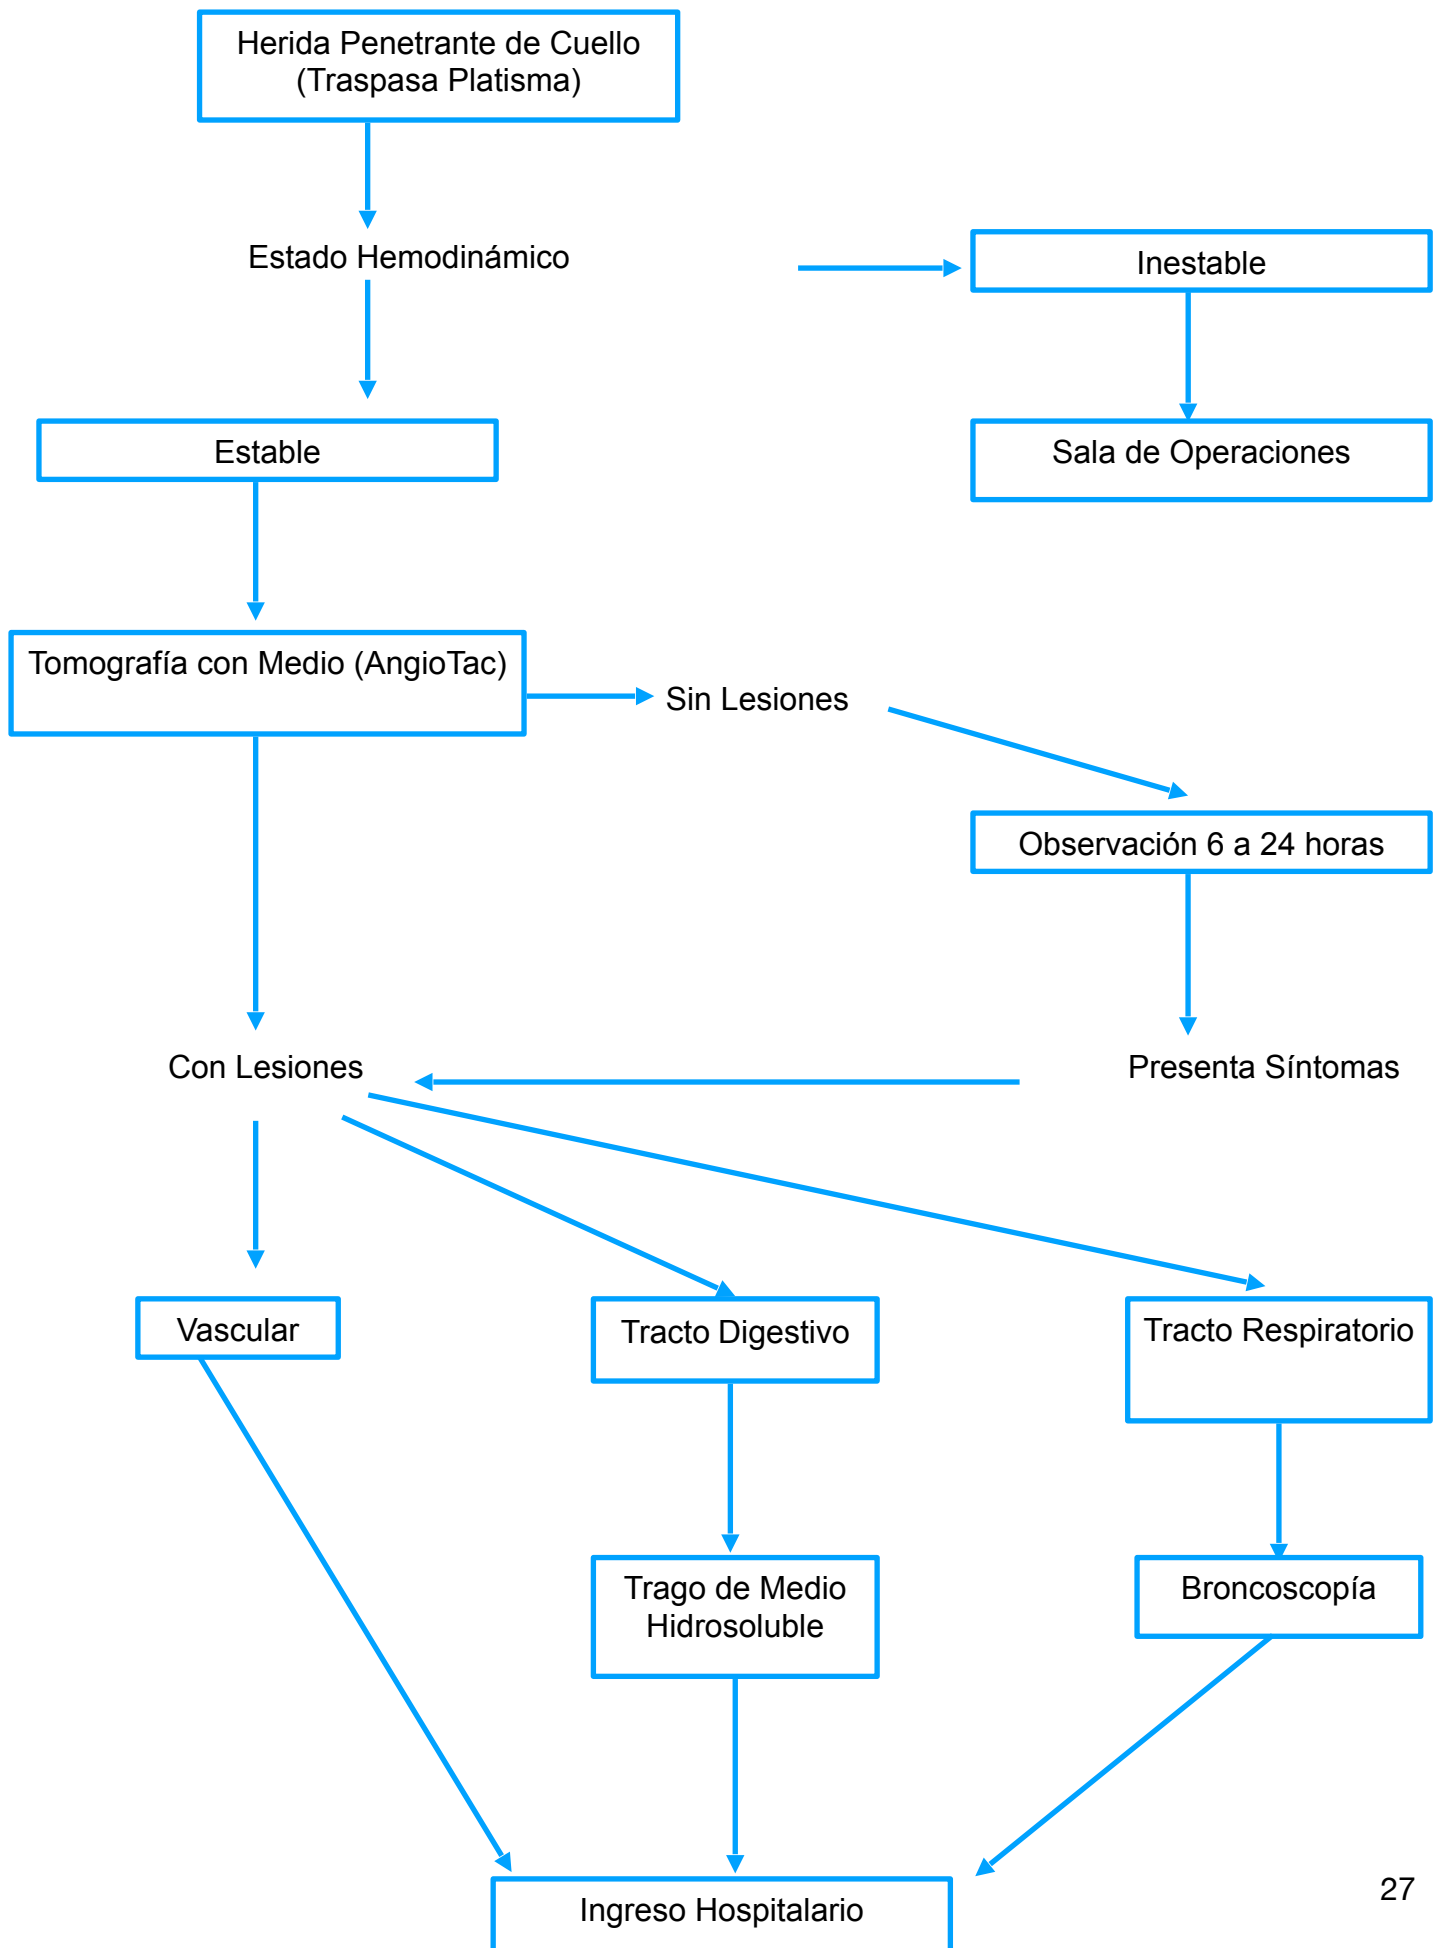 Herida Penetrante de Cuello
(Traspasa Platisma)
Estado Hemodinámico
Inestable
Estable
Sala de Operaciones
Tomografía con Medio (AngioTac)
Sin Lesiones
Observación 6 a 24 horas
Con Lesiones
Presenta Síntomas
Vascular
Tracto Digestivo
Tracto Respiratorio
Trago de Medio
Hidrosoluble
Broncoscopía
Ingreso Hospitalario
27